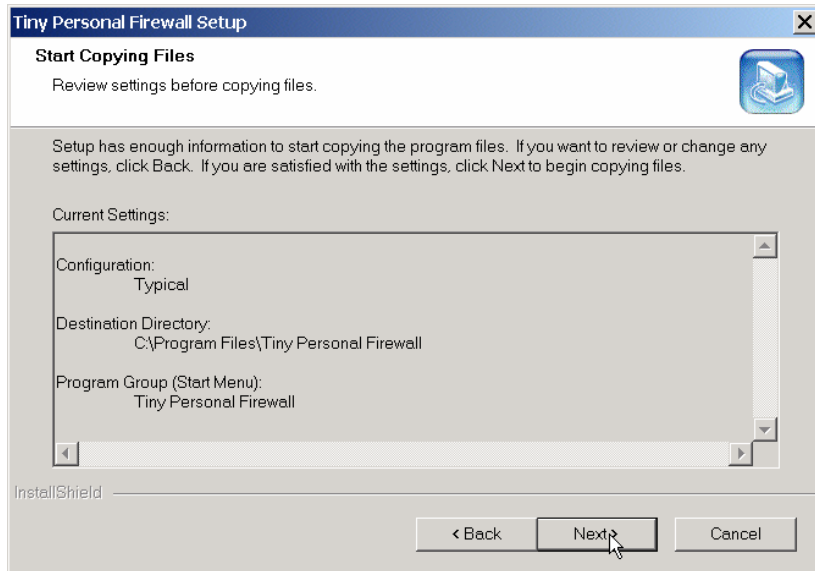 Tiny Personal Firewall Setup
Start Copying Files
Review settings before copying files.
Setup has enough information to start copying the program files. If you want to review or change any
settings, click Back. If you are satisfied with the settings, click Next to begin copying files.
Current Settings:
Configuration:
Typical
Destination Directory:
C:\Program Files\Tiny Personal Firewall
Program Group (Start Menu):
Tiny Personal Firewall
InstallShield
< Back
Next >
Cancel